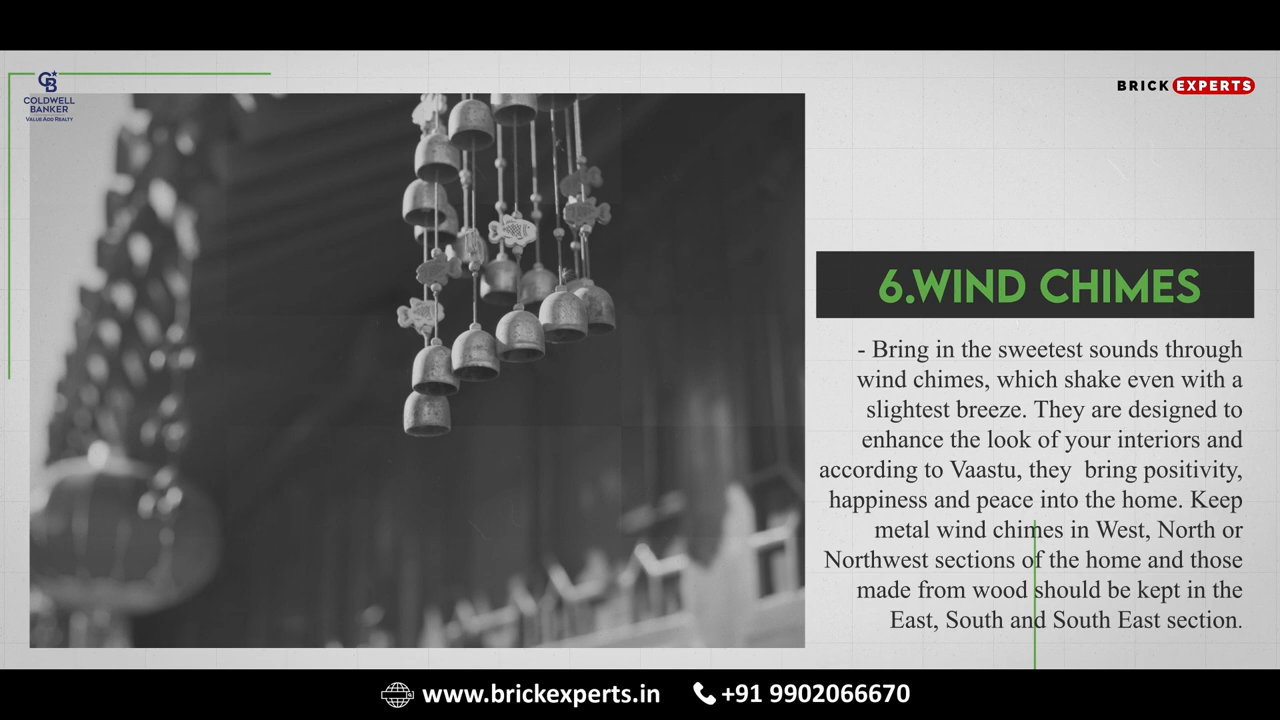 COLDWELL
BANKER
VALUE ADD REALTY
BRICK EXPERTS
6.WIND CHIMES
- Bring in the sweetest sounds through
wind chimes, which shake even with a
slightest breeze. They are designed to
enhance the look of your interiors and
according to Vaastu, they  bring positivity,
happiness and peace into the home. Keep
metal wind chimes in West, North or
Northwest sections of the home and those
made from wood should be kept in the
East, South and South East section.
www.brickexperts.in +91 9902066670